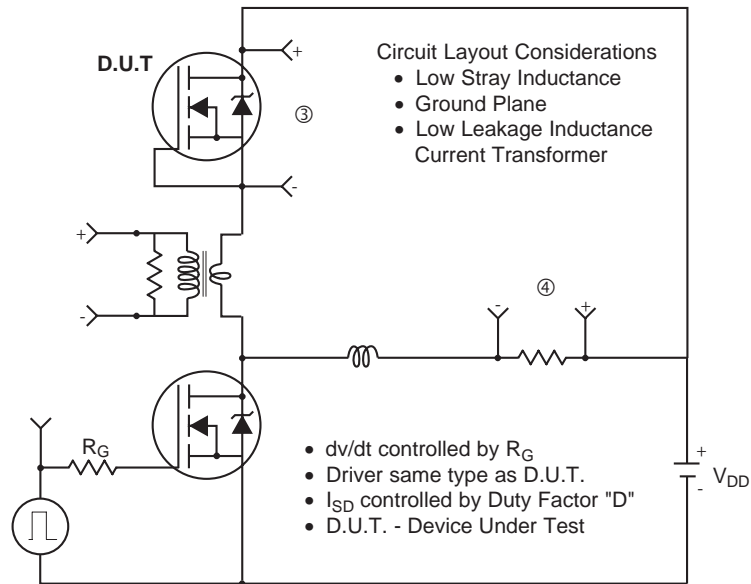 D.U.T
+
-
③
Circuit Layout Considerations
• Low Stray Inductance
• Ground Plane
• Low Leakage Inductance
Current Transformer
+
-
-
④
+
R_G
• dv/dt controlled by R_G
• Driver same type as D.U.T.
• I_SD controlled by Duty Factor "D"
• D.U.T. - Device Under Test
+
-
V_DD